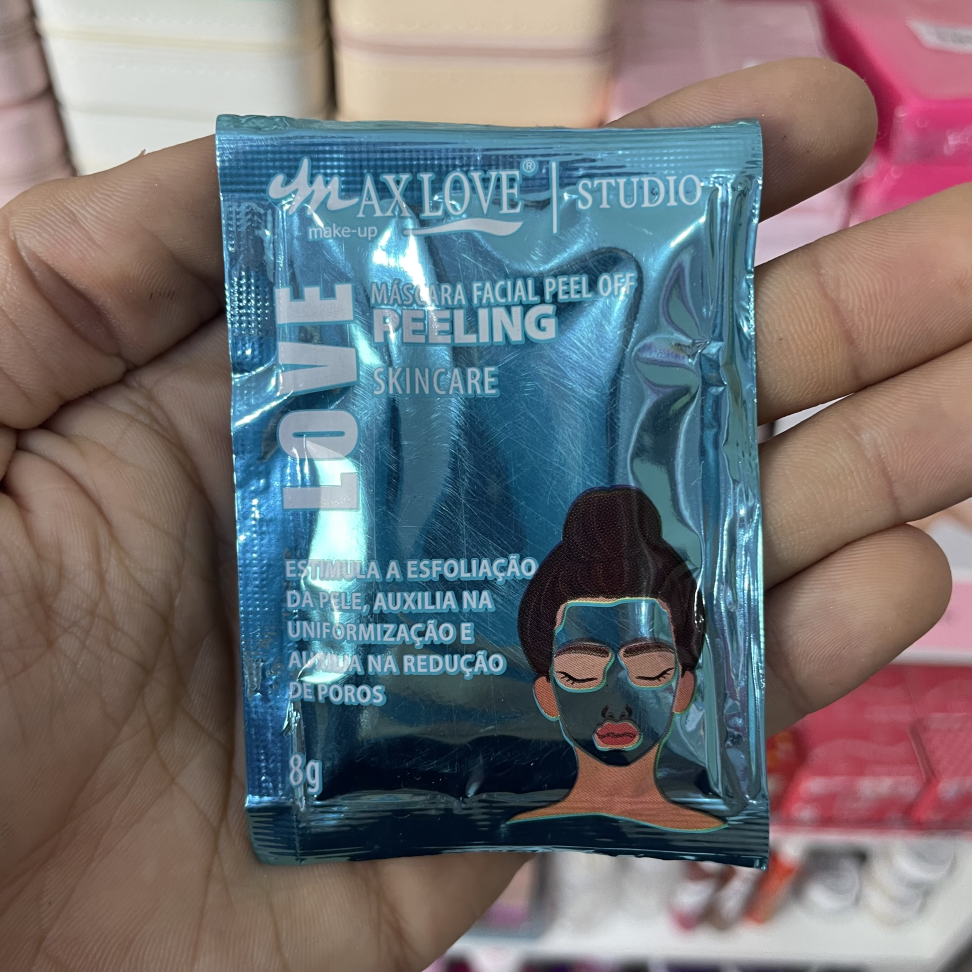 MAX LOVE® | STUDIO
make-up
LOVE
MÁSCARA FACIAL PEEL OFF
PEELING
SKINCARE
ESTIMULA A ESFOLIAÇÃO
DA PELE, AUXILIA NA
UNIFORMIZAÇÃO E
AUXILIA NA REDUÇÃO
DE POROS
8g